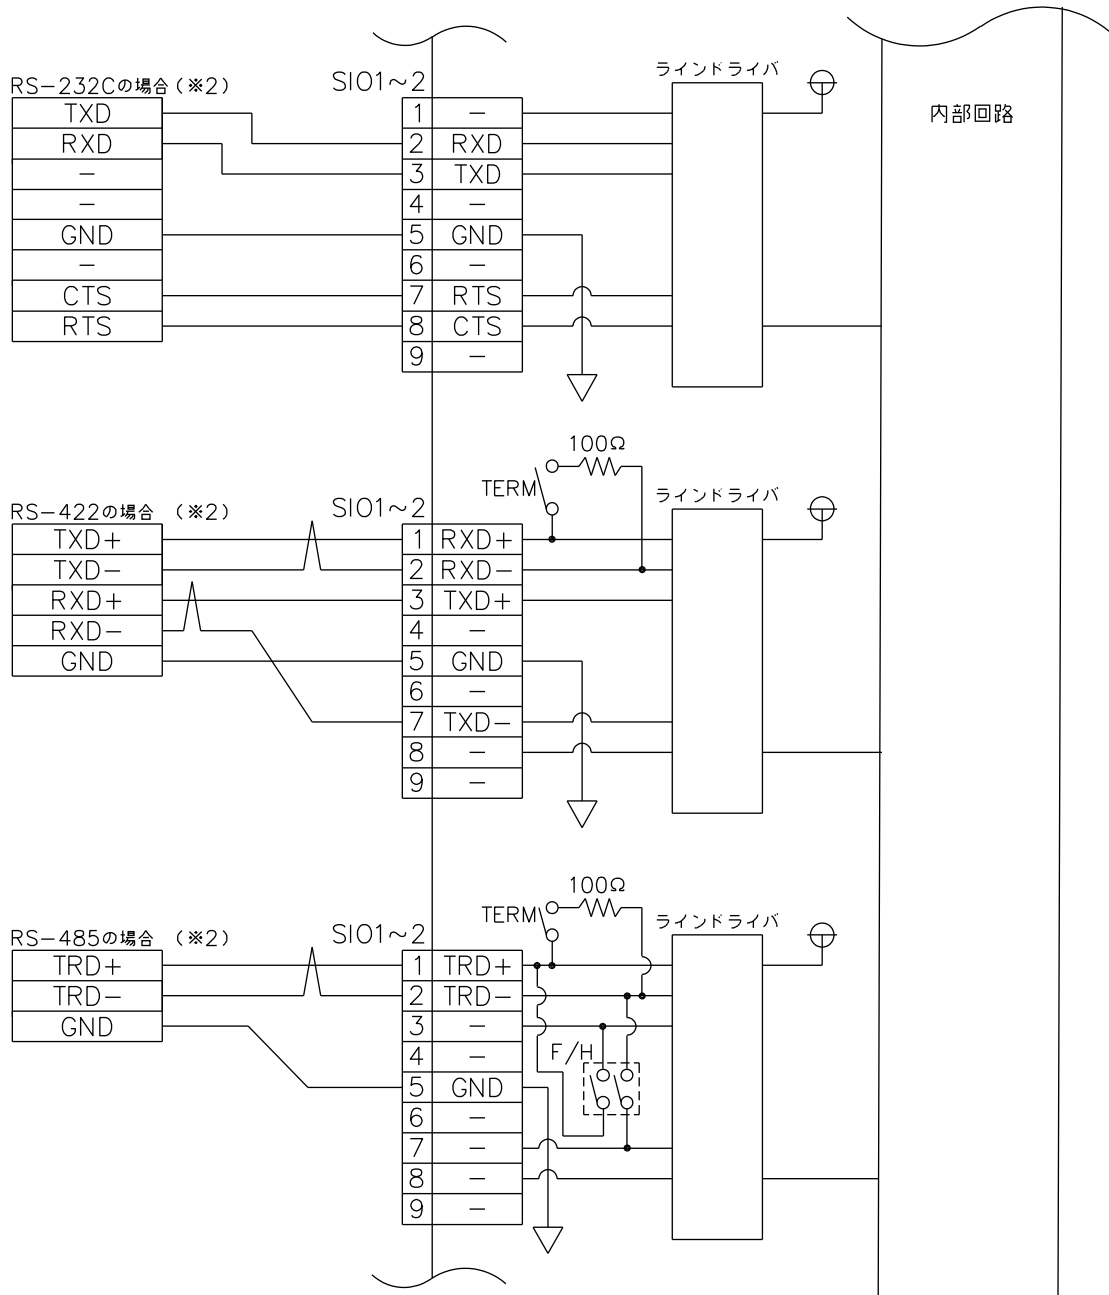 内部回路
RS-232Cの場合(※2)
SIO1~2
ラインドライバ
TXD
RXD
-
-
GND
-
CTS
RTS
1 -
2 RXD
3 TXD
4 -
5 GND
6 -
7 RTS
8 CTS
9 -
RS-422の場合 (※2)
SIO1~2
TERM
100Ω
ラインドライバ
TXD+
TXD-
RXD+
RXD-
GND
1 RXD+
2 RXD-
3 TXD+
4 -
5 GND
6 -
7 TXD-
8 -
9 -
RS-485の場合 (※2)
SIO1~2
TERM
100Ω
ラインドライバ
TRD+
TRD-
GND
1 TRD+
2 TRD-
3 -
4 -
5 GND
6 -
7 -
8 -
9 -
F/H